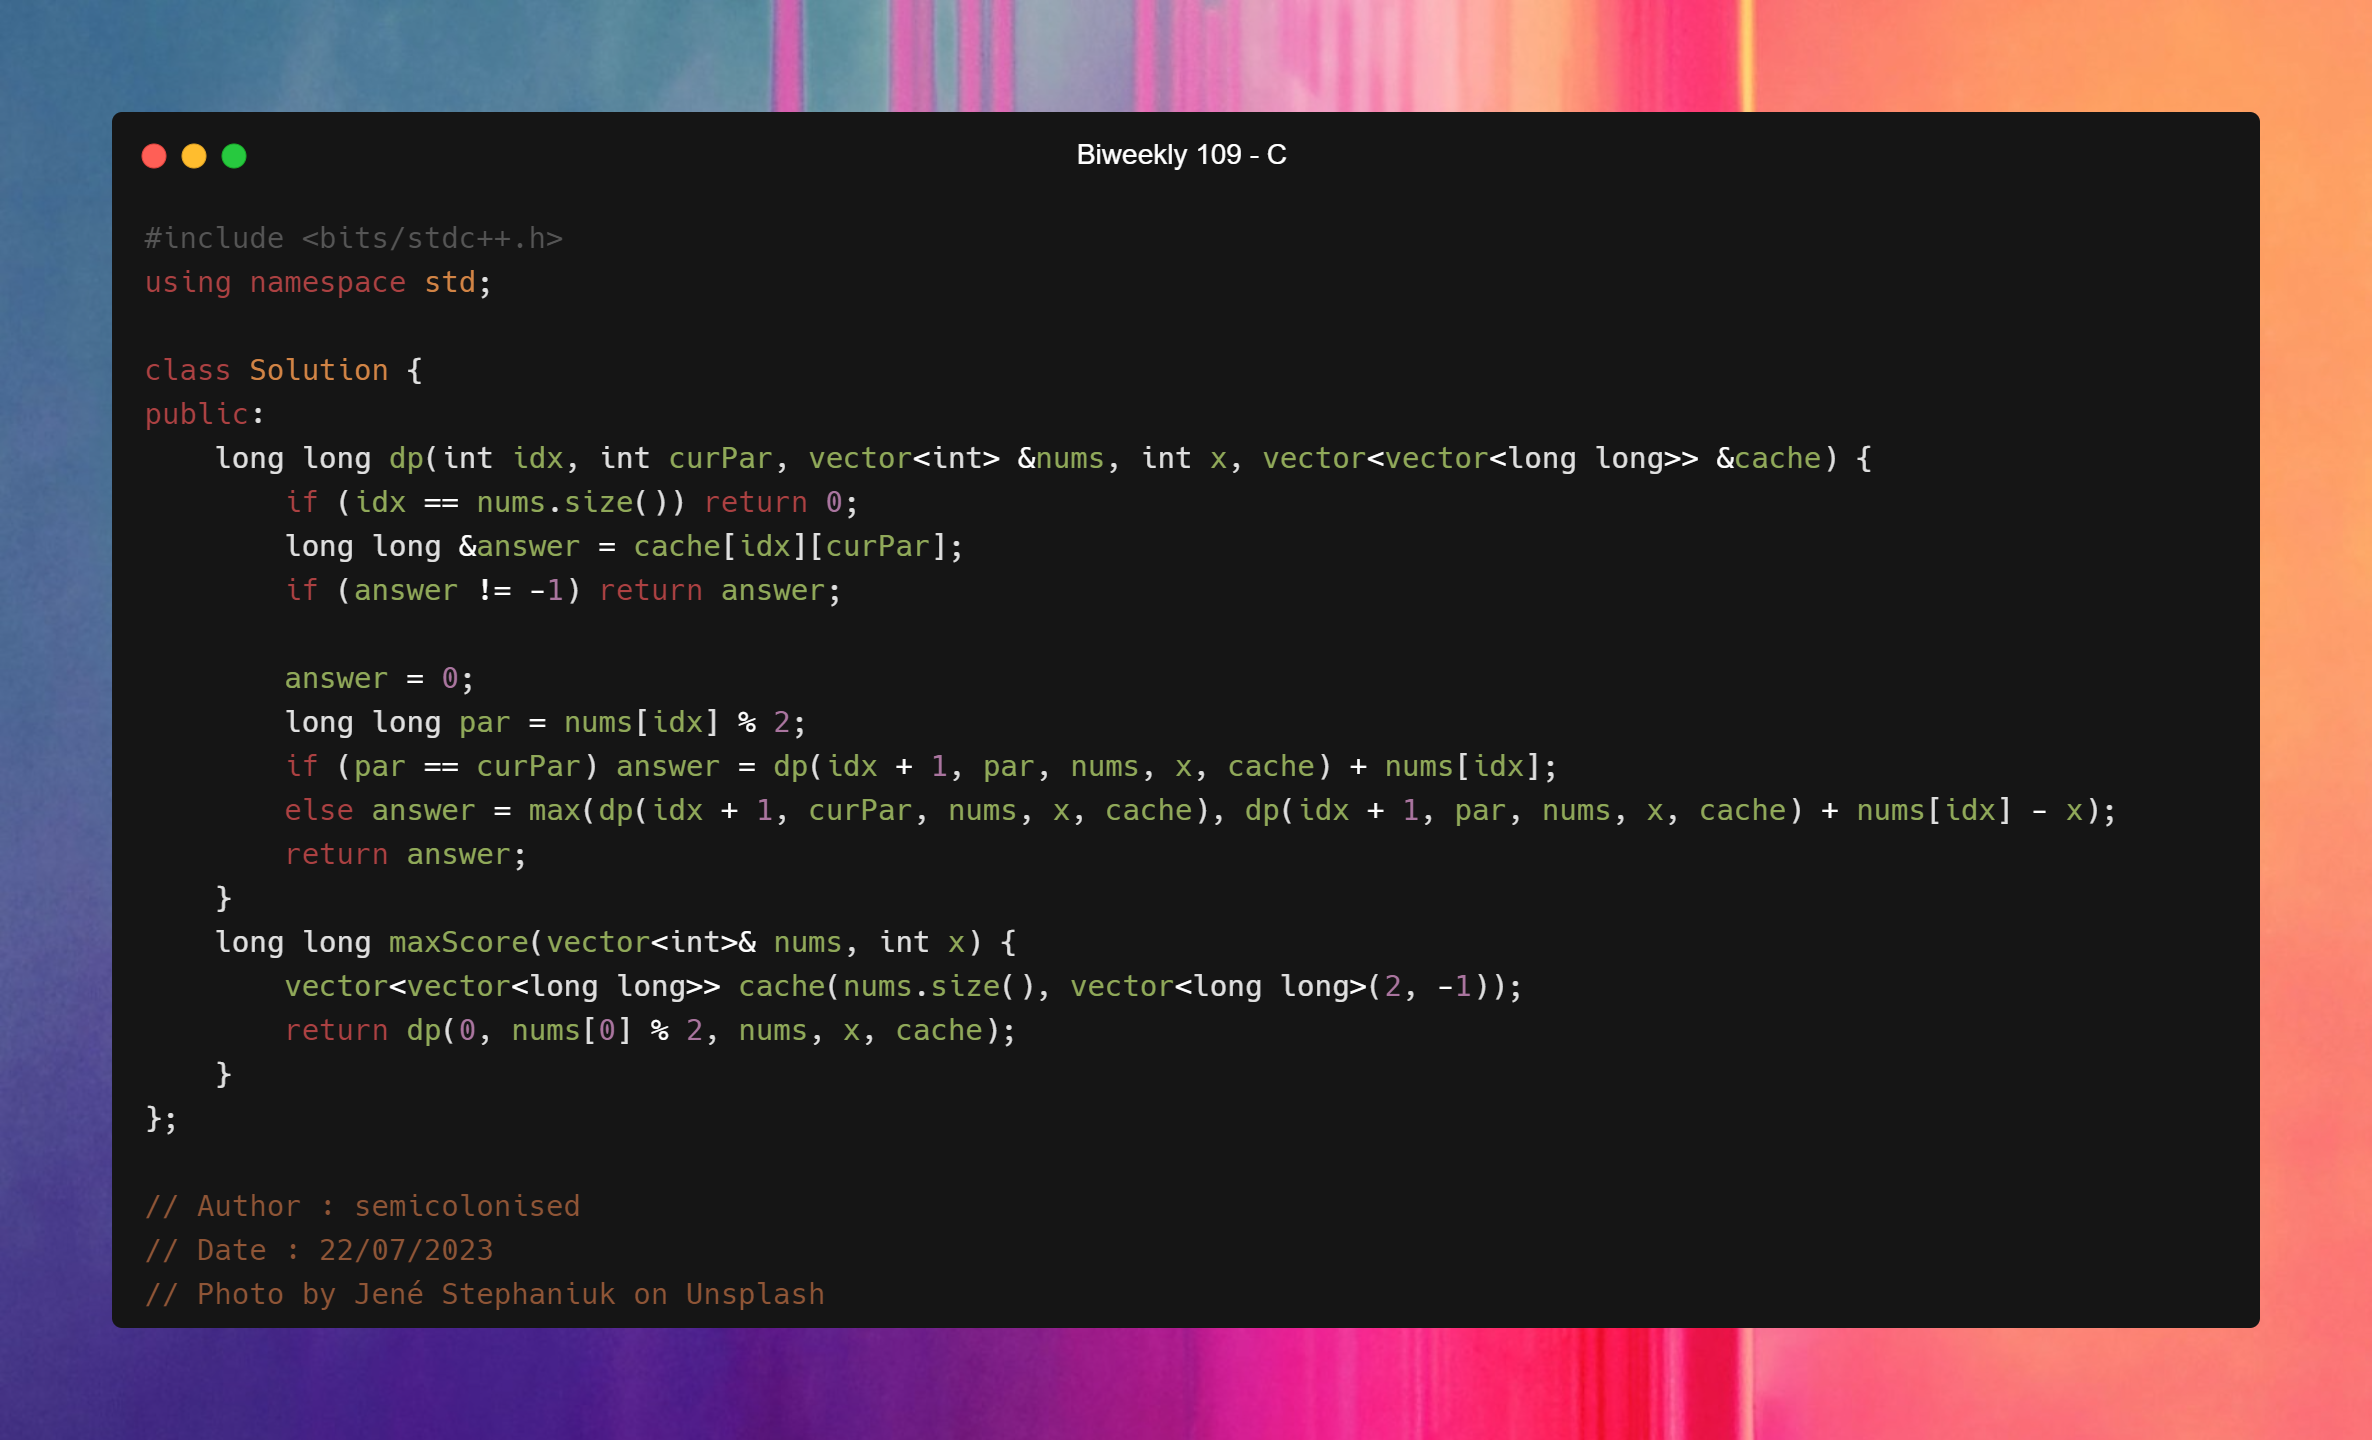 Biweekly 109 - C
#include <bits/stdc++.h>
using namespace std;
class Solution {
public:
    long long dp(int idx, int curPar, vector<int> &nums, int x, vector<vector<long long>> &cache) {
        if (idx == nums.size()) return 0;
        long long &answer = cache[idx][curPar];
        if (answer != -1) return answer;
        answer = 0;
        long long par = nums[idx] % 2;
        if (par == curPar) answer = dp(idx + 1, par, nums, x, cache) + nums[idx];
        else answer = max(dp(idx + 1, curPar, nums, x, cache), dp(idx + 1, par, nums, x, cache) + nums[idx] - x);
        return answer;
    }
    long long maxScore(vector<int>& nums, int x) {
        vector<vector<long long>> cache(nums.size(), vector<long long>(2, -1));
        return dp(0, nums[0] % 2, nums, x, cache);
    }
};
// Author : semicolonised
// Date : 22/07/2023
// Photo by Jené Stephaniuk on Unsplash